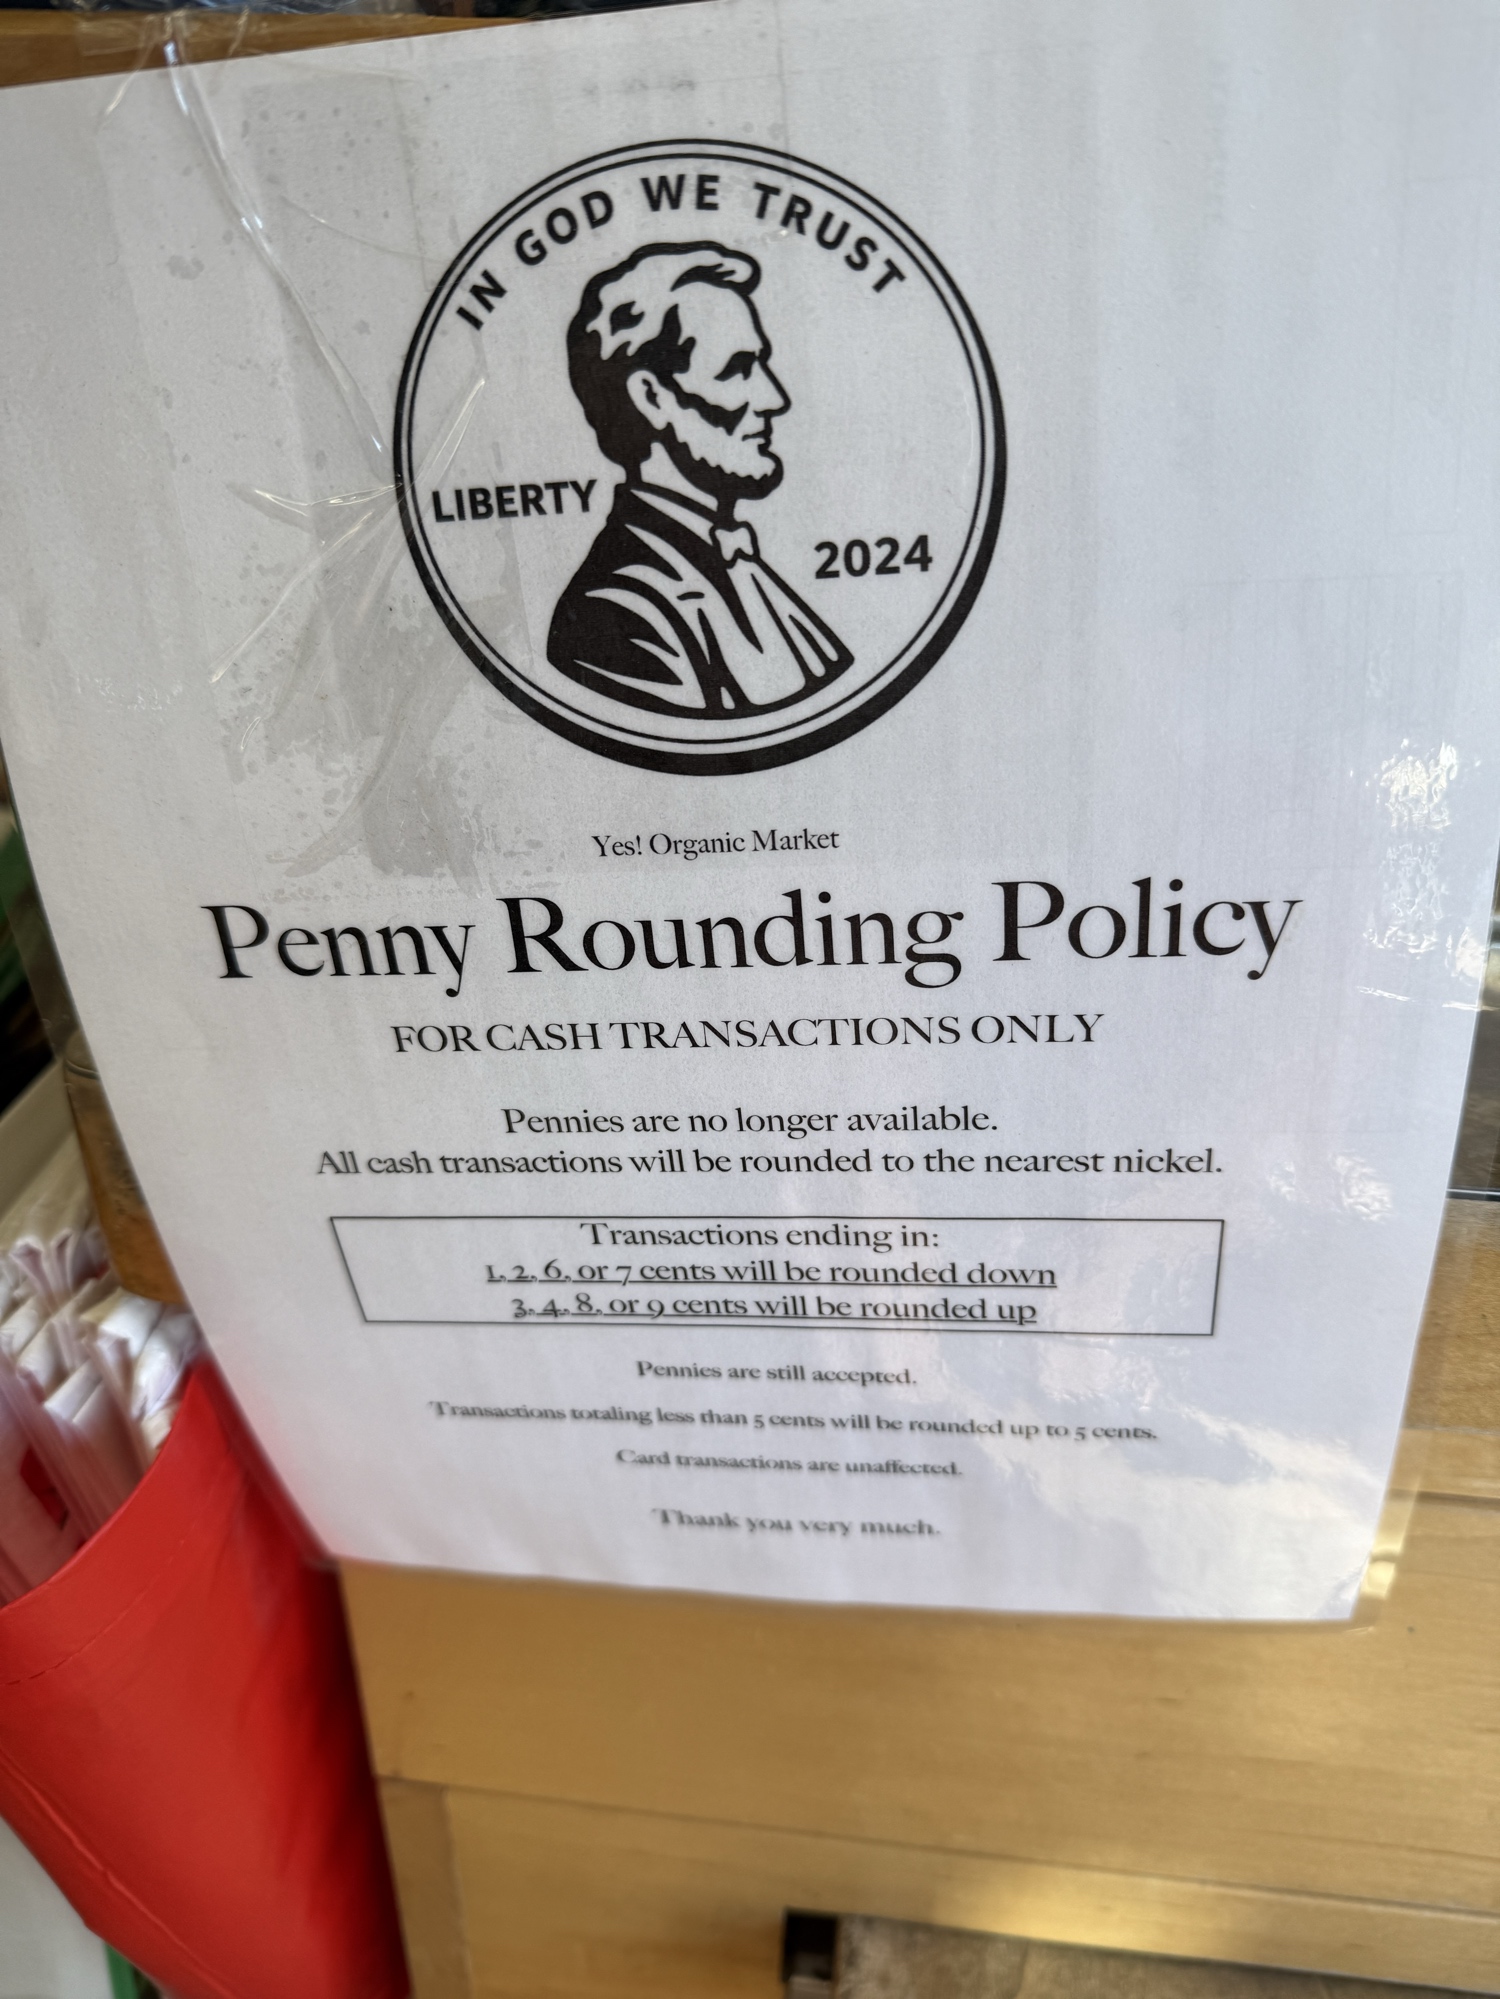 IN GOD WE TRUST
LIBERTY
2024
Yes! Organic Market
Penny Rounding Policy
FOR CASH TRANSACTIONS ONLY
Pennies are no longer available.
All cash transactions will be rounded to the nearest nickel.
Transactions ending in:
1, 2, 6, or 7 cents will be rounded down
3, 4, 8, or 9 cents will be rounded up
Pennies are still accepted.
Transactions totaling less than 5 cents will be rounded up to 5 cents.
Card transactions are unaffected.
Thank you very much.